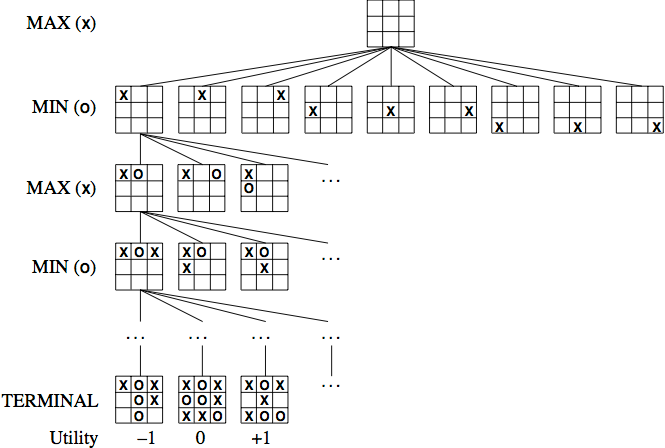 MAX (x)
MIN (o)
X X X X X X X X X
MAX (x)
X O X O X
O
...
MIN (o)
X O X X O X O
X X
...
... ... ... ...
TERMINAL
X O X X O X X O X ...
O X O O X X
O X X O X O O
Utility −1 0 +1